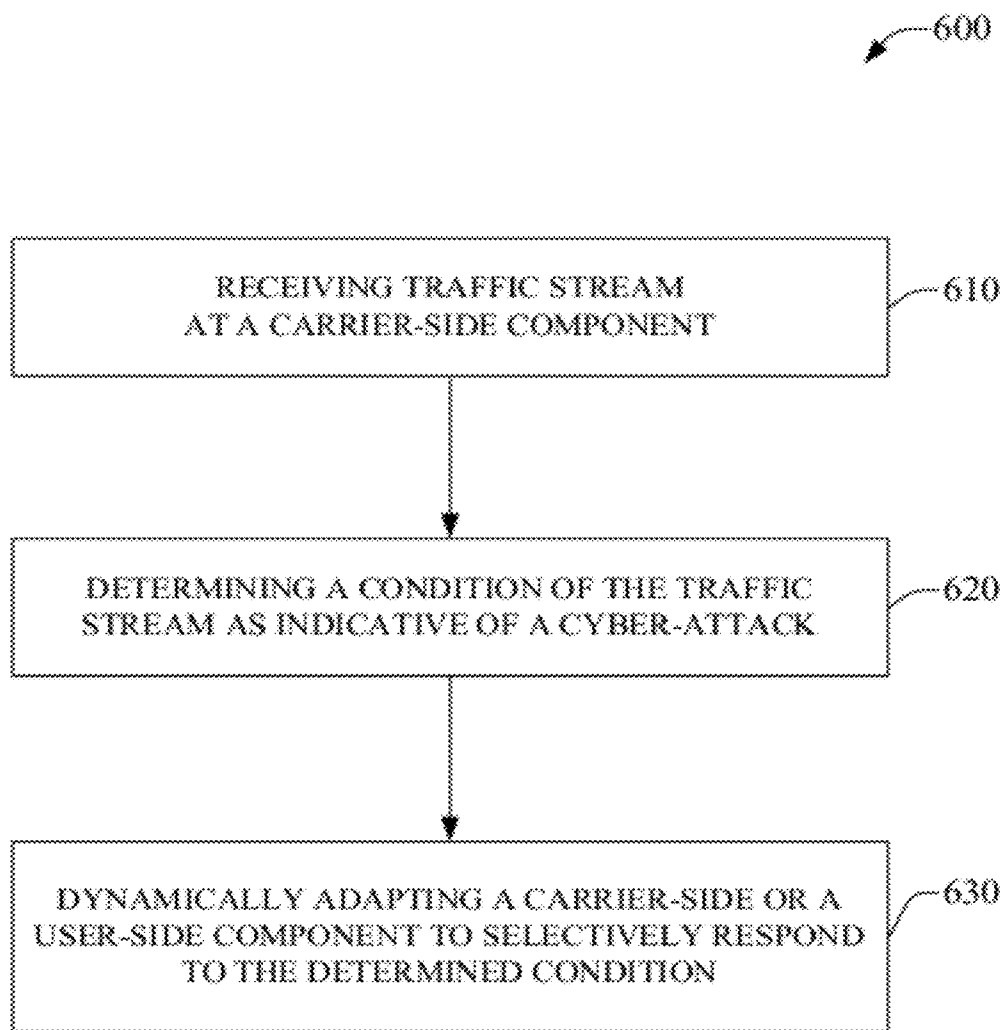 600
RECEIVING TRAFFIC STREAM
AT A CARRIER-SIDE COMPONENT
610
DETERMINING A CONDITION OF THE TRAFFIC
STREAM AS INDICATIVE OF A CYBER-ATTACK
620
DYNAMICALLY ADAPTING A CARRIER-SIDE OR A
USER-SIDE COMPONENT TO SELECTIVELY RESPOND
TO THE DETERMINED CONDITION
630